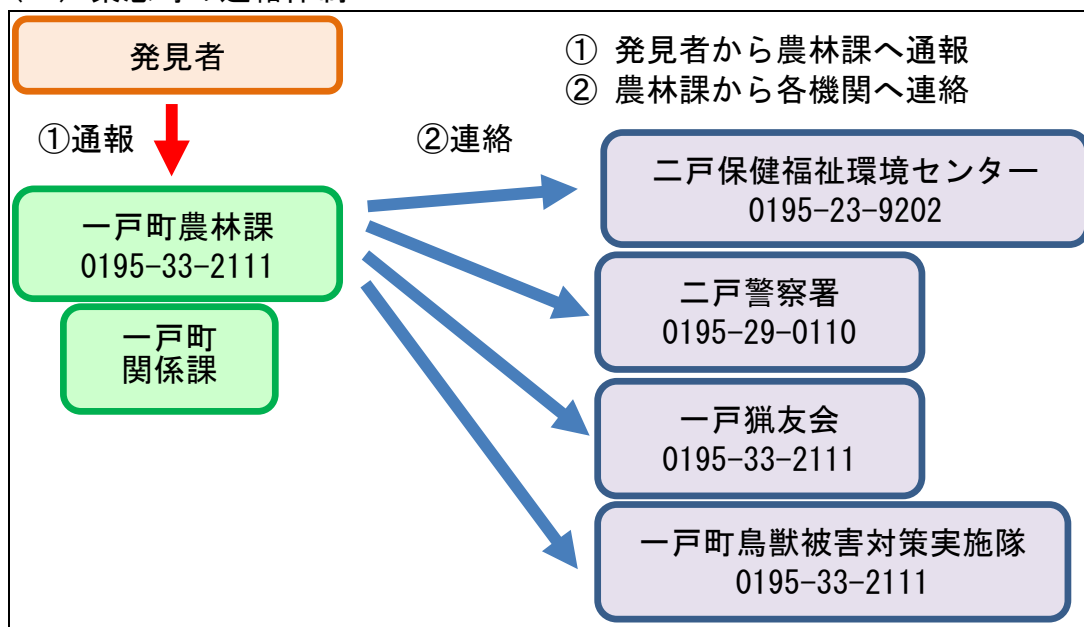 発見者
① 発見者から農林課へ通報
② 農林課から各機関へ連絡
①通報
②連絡
一戸町農林課
0195-33-2111
一戸町
関係課
二戸保健福祉環境センター
0195-23-9202
二戸警察署
0195-29-0110
一戸猟友会
0195-33-2111
一戸町鳥獣被害対策実施隊
0195-33-2111